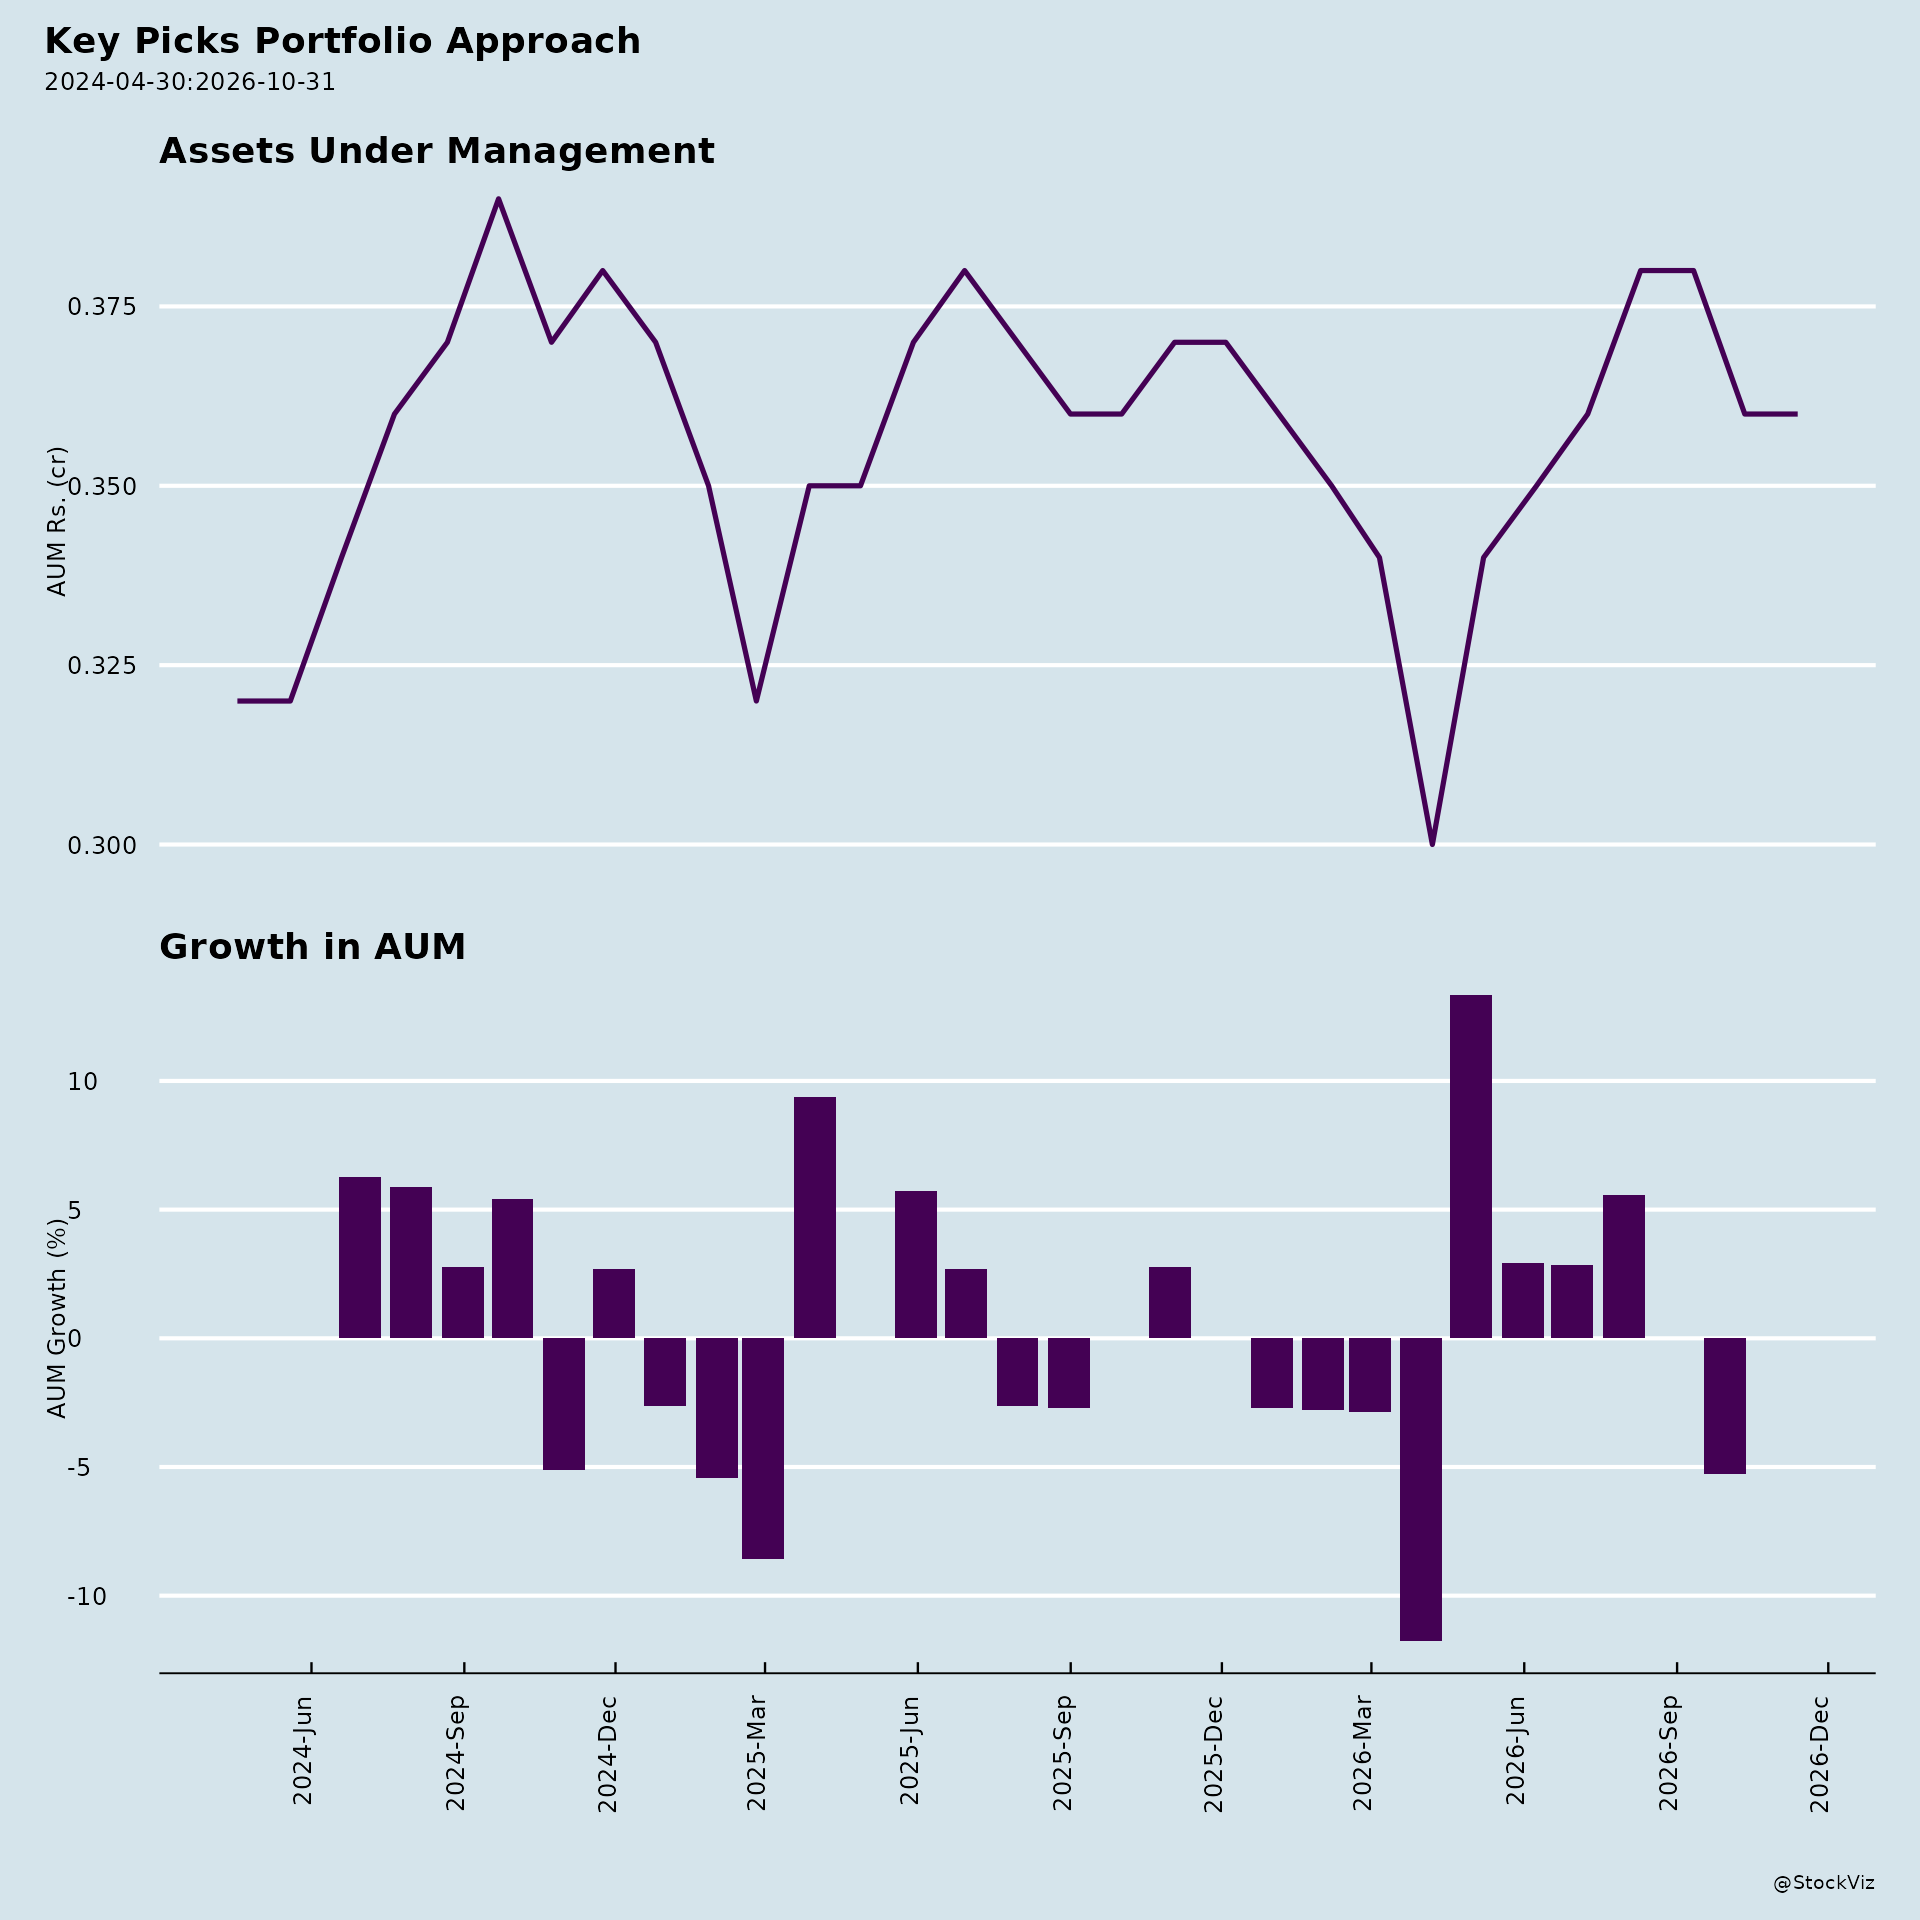 Key Picks Portfolio Approach
2024-04-30:2026-10-31
Assets Under Management
AUM Rs. (cr)
0.375
0.350
0.325
0.300
Growth in AUM
AUM Growth (%)
10
5
0
-5
-10
2024-Jun
2024-Sep
2024-Dec
2025-Mar
2025-Jun
2025-Sep
2025-Dec
2026-Mar
2026-Jun
2026-Sep
2026-Dec
@StockViz